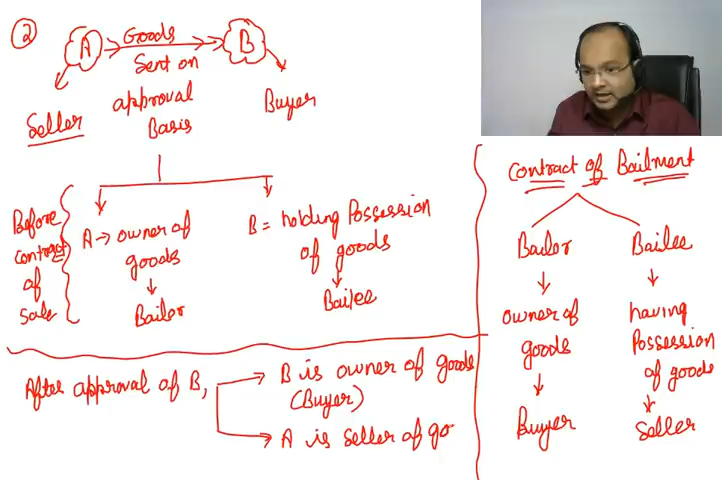 2
A Goods B
Sent on
approval
Basis
Seller
Buyer
Before
contract
of
sale
A → owner of
goods
Bailor
B = holding Possession
of goods
Bailee
After approval of B,
B is owner of goods
(Buyer)
A is seller of go
Contract of Bailment
Bailor
owner of
goods
Buyer
Bailee
having
Possession
of goods
Seller